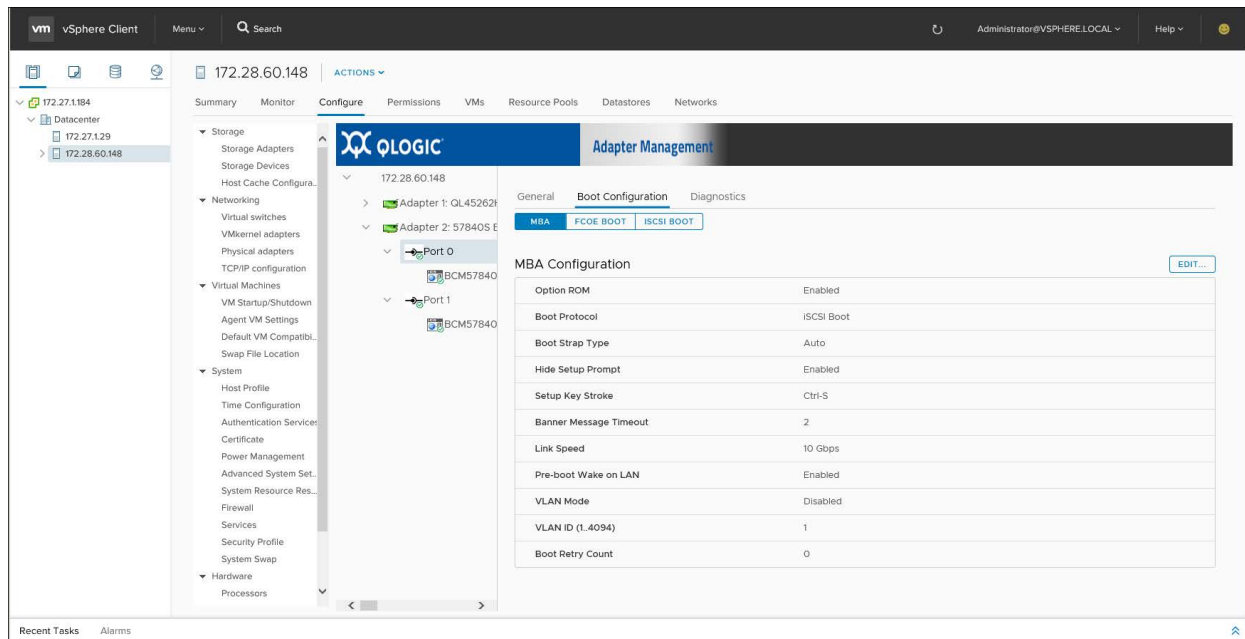 vm vSphere Client Menu Search Administrator@VSPHERE.LOCAL Help
172.27.1.184
Datacenter
172.27.1.29
172.28.60.148
172.28.60.148 ACTIONS
Summary Monitor Configure Permissions VMs Resource Pools Datastores Networks
Storage
Storage Adapters
Storage Devices
Host Cache Configura..
Networking
Virtual switches
VMkernel adapters
Physical adapters
TCP/IP configuration
Virtual Machines
VM Startup/Shutdown
Agent VM Settings
Default VM Compatibi..
Swap File Location
System
Host Profile
Time Configuration
Authentication Services
Certificate
Power Management
Advanced System Set..
System Resource Res..
Firewall
Services
Security Profile
System Swap
Hardware
Processors
QLOGIC Adapter Management
172.28.60.148
Adapter 1: QL45262H
Adapter 2: 57840S E
Port 0
BCM57840
Port 1
BCM57840
General Boot Configuration Diagnostics
MBA FCOE BOOT ISCSI BOOT
MBA Configuration EDIT...
Option ROM Enabled
Boot Protocol iSCSI Boot
Boot Strap Type Auto
Hide Setup Prompt Enabled
Setup Key Stroke Ctrl-S
Banner Message Timeout 2
Link Speed 10 Gbps
Pre-boot Wake on LAN Enabled
VLAN Mode Disabled
VLAN ID (1..4094) 1
Boot Retry Count 0
Recent Tasks Alarms